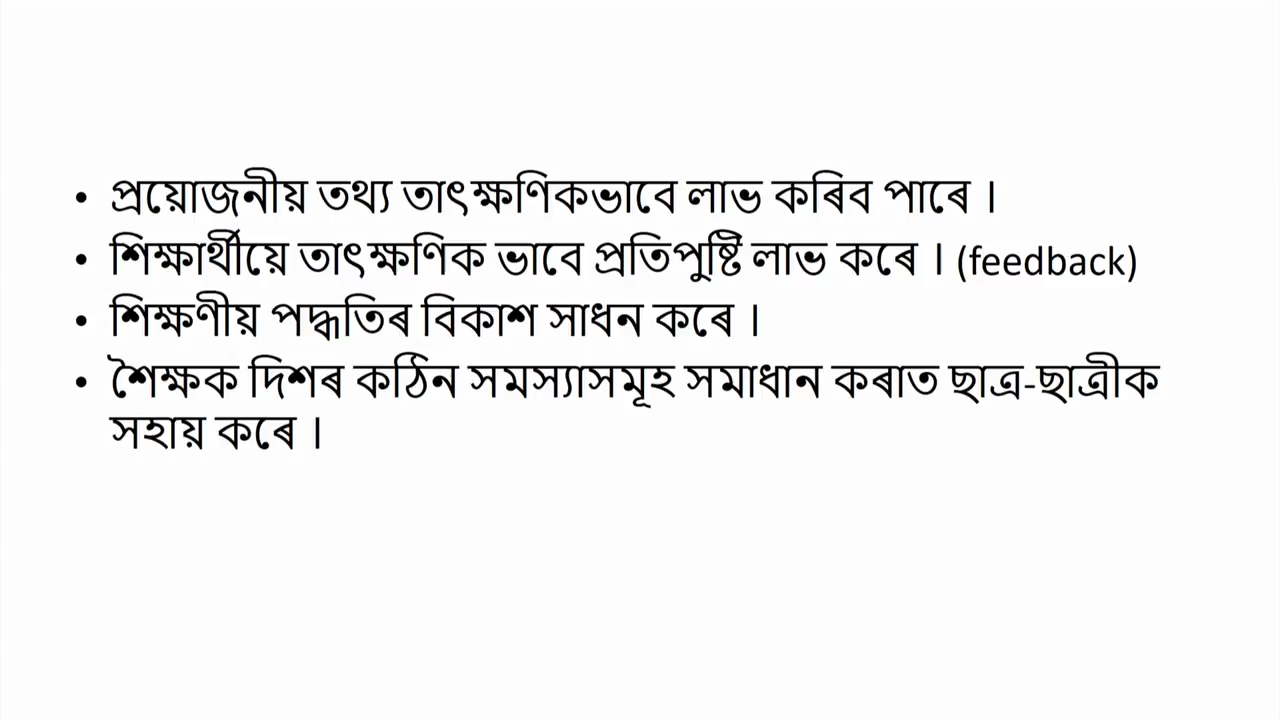 • প্ৰয়োজনীয় তথ্য তাৎক্ষণিকভাবে লাভ কৰিব পাৰে ।
• শিক্ষাৰ্থীয়ে তাৎক্ষণিক ভাবে প্ৰতিপুষ্টি লাভ কৰে । (feedback)
• শিক্ষণীয় পদ্ধতিৰ বিকাশ সাধন কৰে ।
• শৈক্ষক দিশৰ কঠিন সমস্যাসমূহ সমাধান কৰাত ছাত্ৰ-ছাত্ৰীক
সহায় কৰে ।